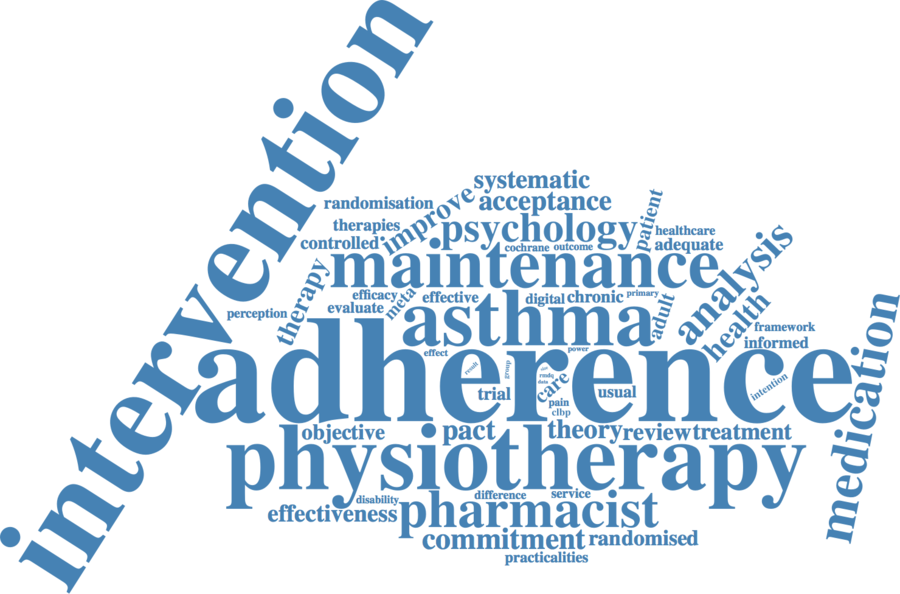 intervention
systematic
randomisation
acceptance
improve
patient
therapies
psychology
healthcare
controlled
cochrane
outcome
adequate
analysis
maintenance
therapy
efficacy
meta
effective
digital
chronic
primary
adult
health
perception
evaluate
asthma
framework
informed
medication
adherence
effect
power
result
group
size
rmdq
data
care
intention
trial
usual
pain
clbp
objective
pact
theory
review
treatment
physiotherapy
disability
difference
service
effectiveness
pharmacist
commitment
randomised
practicalities